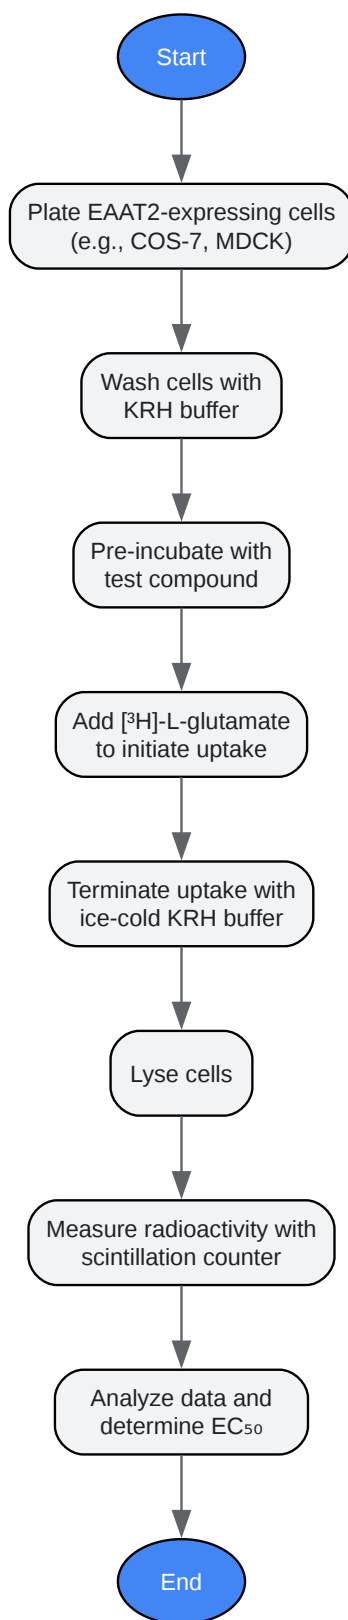 Start
Plate EAAT2-expressing cells
(e.g., COS-7, MDCK)
Wash cells with
KRH buffer
Pre-incubate with
test compound
Add [³H]-L-glutamate
to initiate uptake
Terminate uptake with
ice-cold KRH buffer
Lyse cells
Measure radioactivity with
scintillation counter
Analyze data and
determine EC₅₀
End